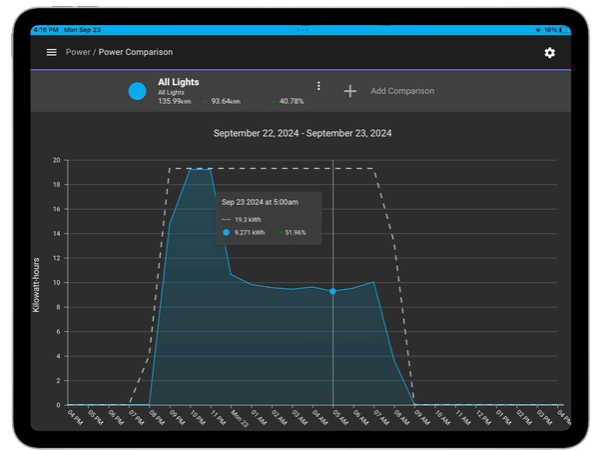 4:16 PM Mon Sep 23
16%
Power / Power Comparison
All Lights
All Lights
135.99kWh 93.64kWh 40.78%
Add Comparison
September 22, 2024 - September 23, 2024
Kilowatt-hours
20
18
16
14
12
10
8
6
4
2
0
Sep 23 2024 at 5:00am
19.3 kWh
9.271 kWh 51.96%
04 PM
05 PM
06 PM
07 PM
08 PM
09 PM
10 PM
11 PM
Mon 23
01 AM
02 AM
03 AM
04 AM
05 AM
06 AM
07 AM
08 AM
09 AM
10 AM
11 AM
12 PM
01 PM
02 PM
03 PM
04 PM